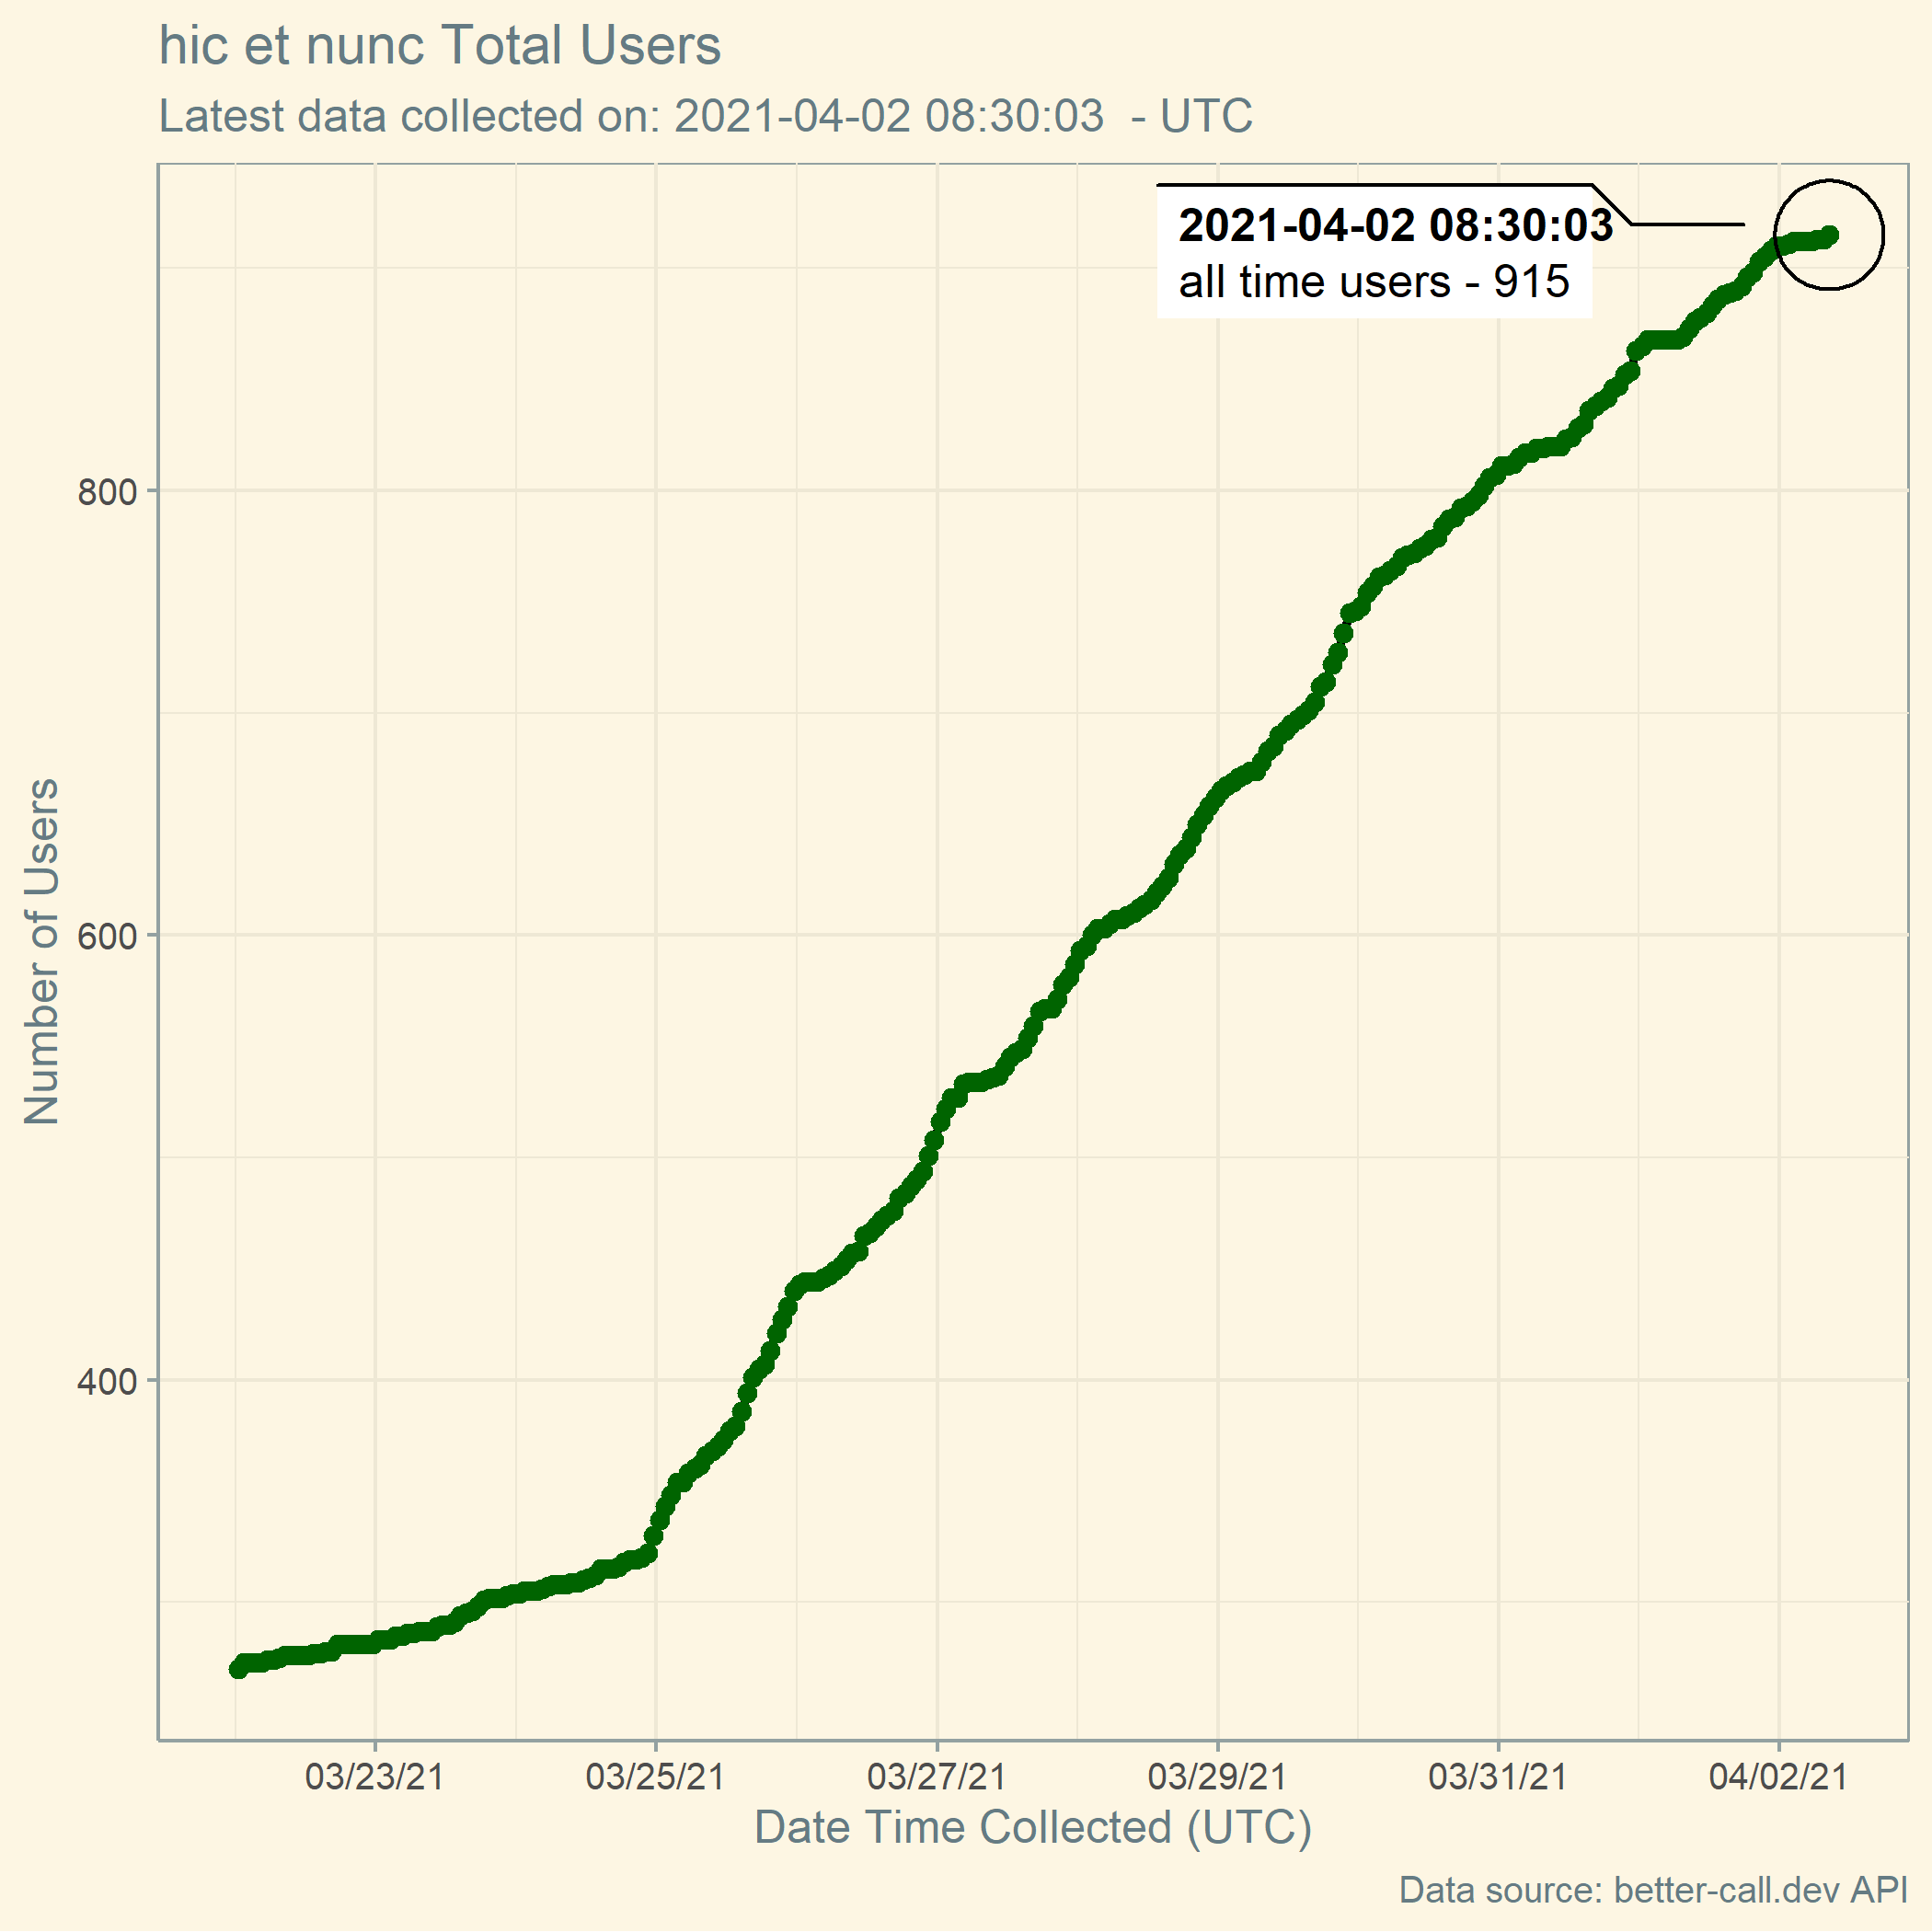 hic et nunc Total Users
Latest data collected on: 2021-04-02 08:30:03  - UTC
2021-04-02 08:30:03
all time users - 915
800
600
400
Number of Users
03/23/21
03/25/21
03/27/21
03/29/21
03/31/21
04/02/21
Date Time Collected (UTC)
Data source: better-call.dev API